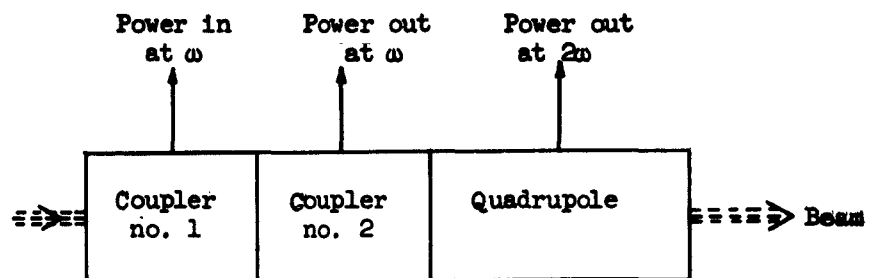 Power in
at ω
Power out
at ω
Power out
at 2ω
Coupler
no. 1
Coupler
no. 2
Quadrupole
Beam